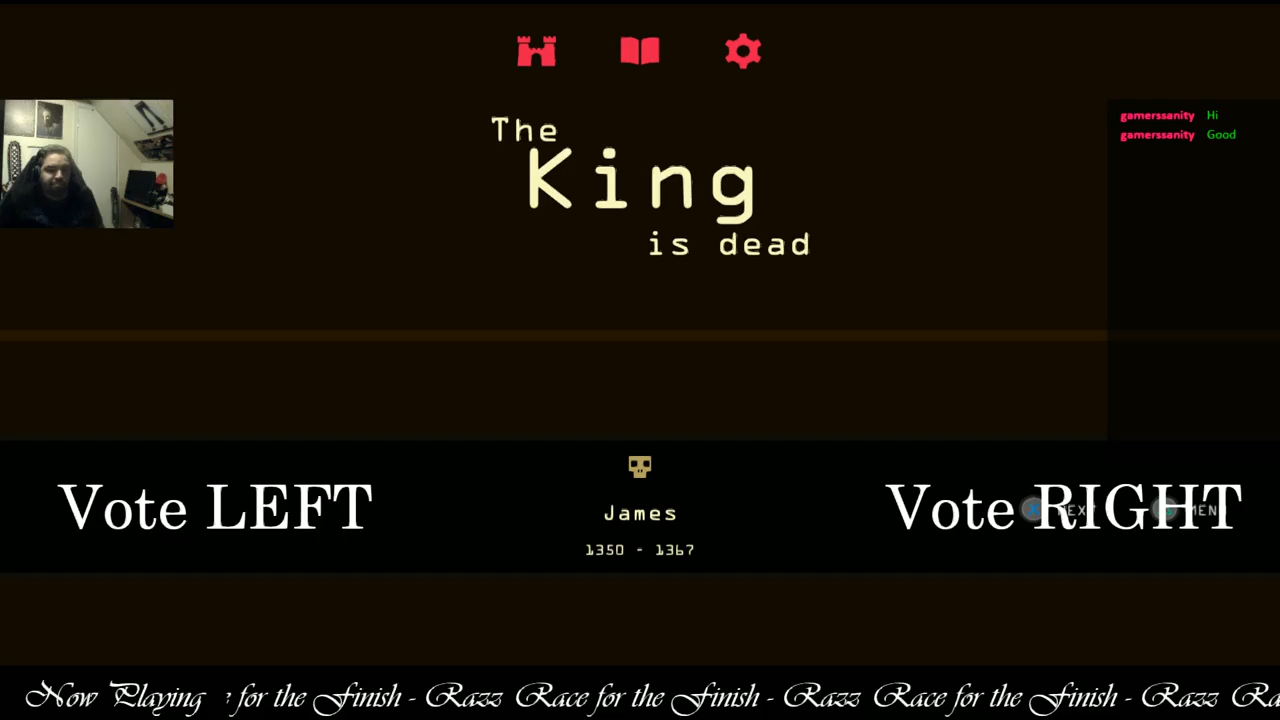 The
King
is dead
gamerssanity Hi
gamerssanity Good
Vote LEFT
James
1350 - 1367
Vote RIGHT
Now Playing for the Finish - Razz Race for the Finish - Razz Race for the Finish - Razz